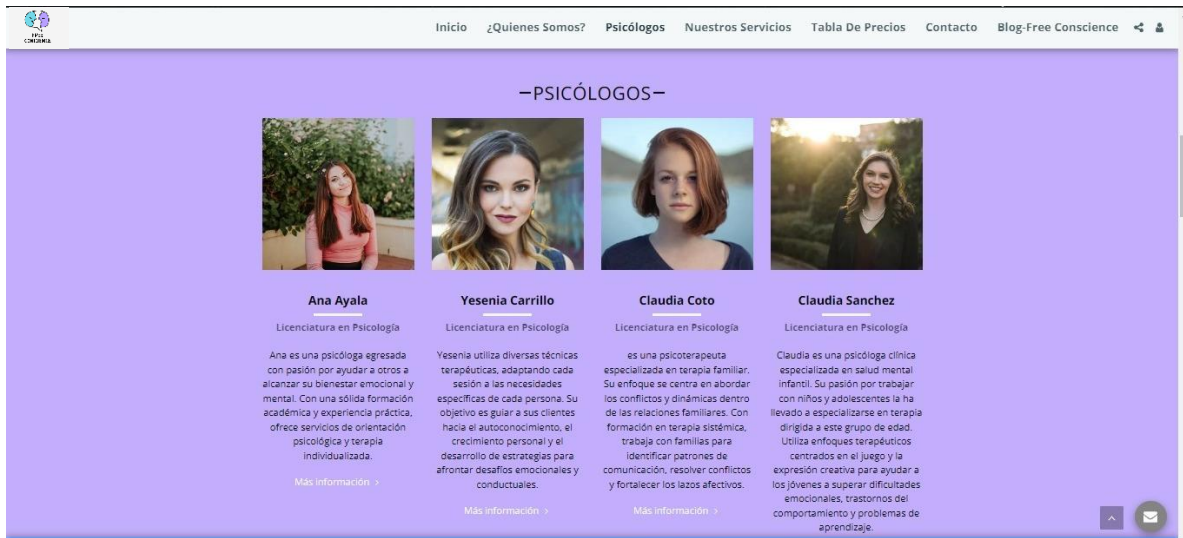 FREE
CONSCIENCE
Inicio ¿Quienes Somos? Psicólogos Nuestros Servicios Tabla De Precios Contacto Blog-Free Conscience
—PSICÓLOGOS—
Ana Ayala
Licenciatura en Psicología
Ana es una psicóloga egresada
con pasión por ayudar a otros a
alcanzar su bienestar emocional y
mental. Con una sólida formación
académica y experiencia práctica,
ofrece servicios de orientación
psicológica y terapia
individualizada.
Más información >
Yesenia Carrillo
Licenciatura en Psicología
Yesenia utiliza diversas técnicas
terapéuticas, adaptando cada
sesión a las necesidades
específicas de cada persona. Su
objetivo es guiar a sus clientes
hacia el autoconocimiento, el
crecimiento personal y el
desarrollo de estrategias para
afrontar desafíos emocionales y
conductuales.
Más información >
Claudia Coto
Licenciatura en Psicología
es una psicoterapeuta
especializada en terapia familiar.
Su enfoque se centra en abordar
los conflictos y dinámicas dentro
de las relaciones familiares. Con
formación en terapia sistémica,
trabaja con familias para
identificar patrones de
comunicación, resolver conflictos
y fortalecer los lazos afectivos.
Más información >
Claudia Sanchez
Licenciatura en Psicología
Claudia es una psicóloga clínica
especializada en salud mental
infantil. Su pasión por trabajar
con niños y adolescentes la ha
llevado a especializarse en terapia
dirigida a este grupo de edad.
Utiliza enfoques terapéuticos
centrados en el juego y la
expresión creativa para ayudar a
los jóvenes a superar dificultades
emocionales, trastornos del
comportamiento y problemas de
aprendizaje.